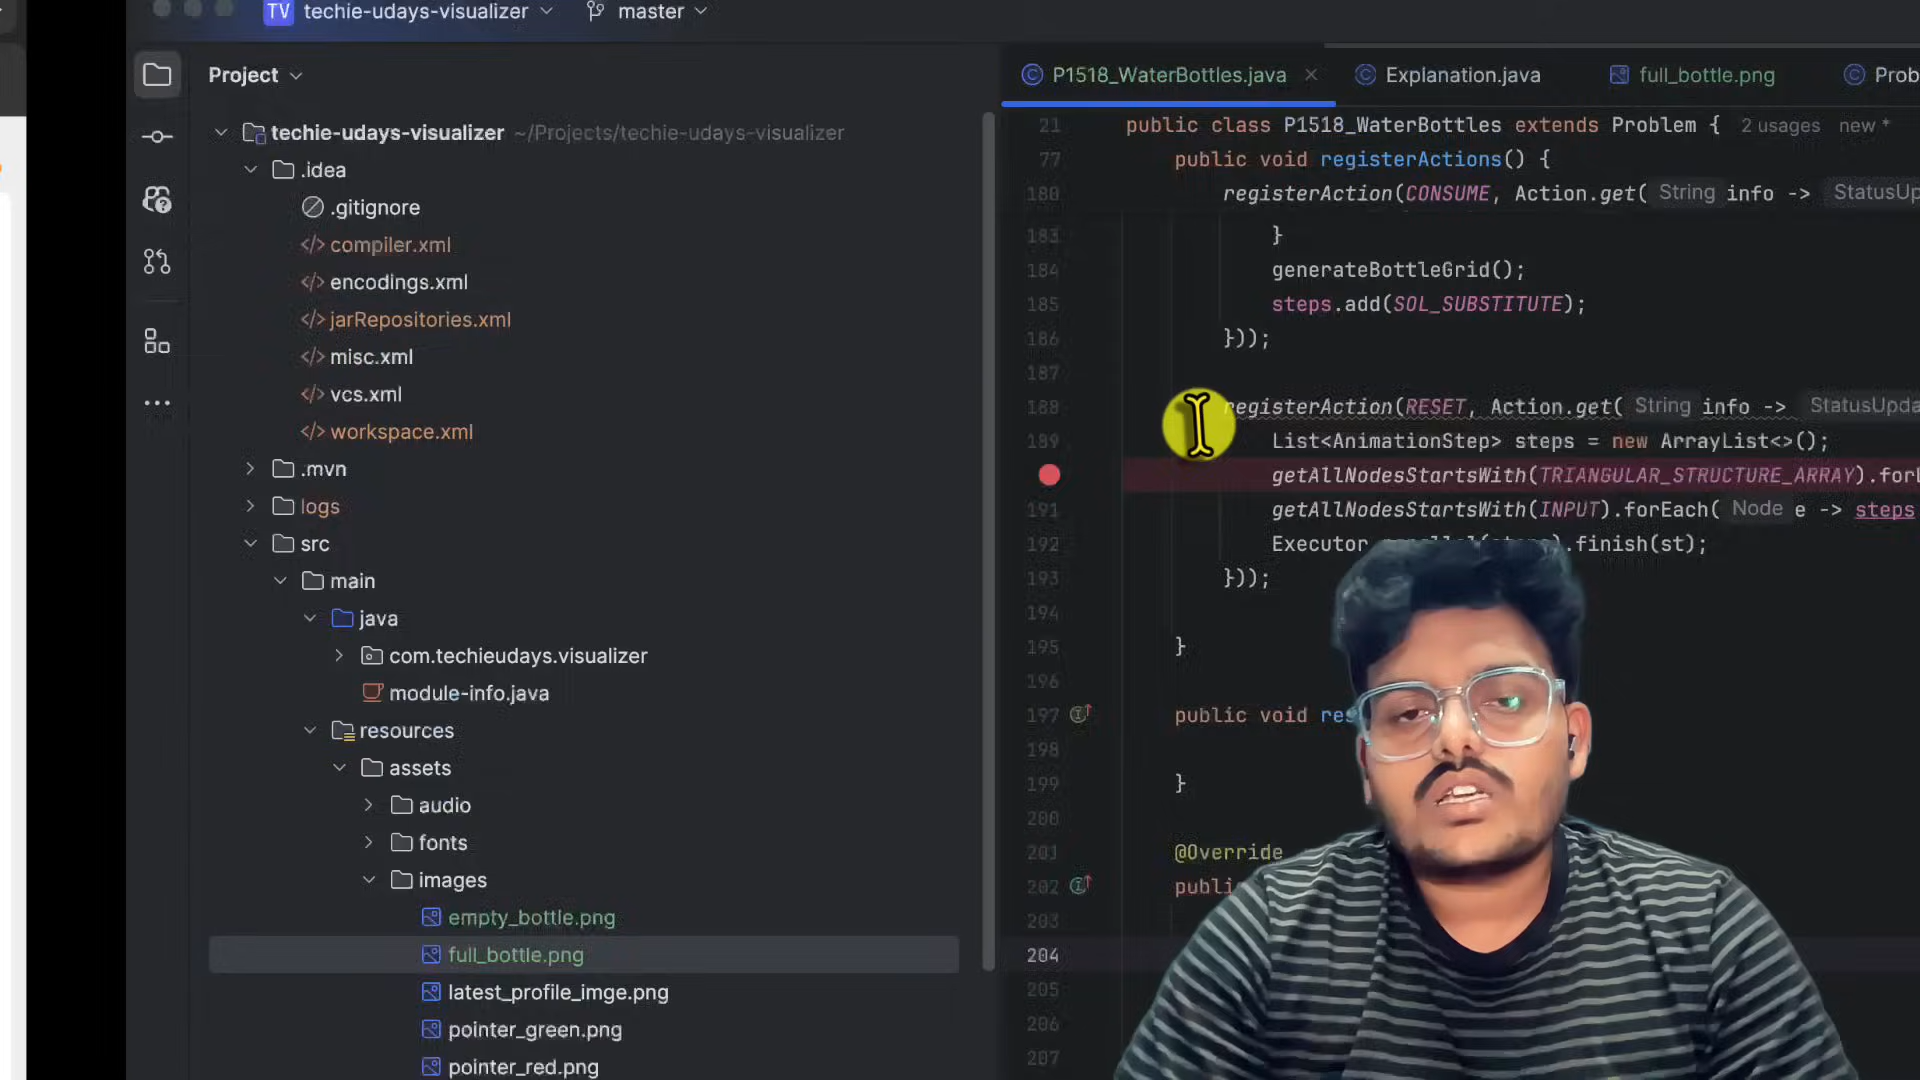 TV techie-udays-visualizer master
Project
techie-udays-visualizer ~/Projects/techie-udays-visualizer
.idea
.gitignore
</> compiler.xml
</> encodings.xml
</> jarRepositories.xml
</> misc.xml
</> vcs.xml
</> workspace.xml
.mvn
logs
src
main
java
com.techieudays.visualizer
module-info.java
resources
assets
audio
fonts
images
empty_bottle.png
full_bottle.png
latest_profile_imge.png
pointer_green.png
pointer_red.png
P1518_WaterBottles.java × Explanation.java full_bottle.png Prob
21 public class P1518_WaterBottles extends Problem { 2 usages new *
77 public void registerActions() {
180 registerAction(CONSUME, Action.get( String info -> StatusUp
183 }
184 generateBottleGrid();
185 steps.add(SOL_SUBSTITUTE);
186 }));
187
188 registerAction(RESET, Action.get( String info -> StatusUpda
189 List<AnimationStep> steps = new ArrayList<>();
getAllNodesStartsWith(TRIANGULAR_STRUCTURE_ARRAY).for
191 getAllNodesStartsWith(INPUT).forEach( Node e -> steps
192 Executor .finish(st);
193 }));
194
195 }
196
197 public void res
198
199 }
200
201 @Override
202 publi
203
204
205
206
207